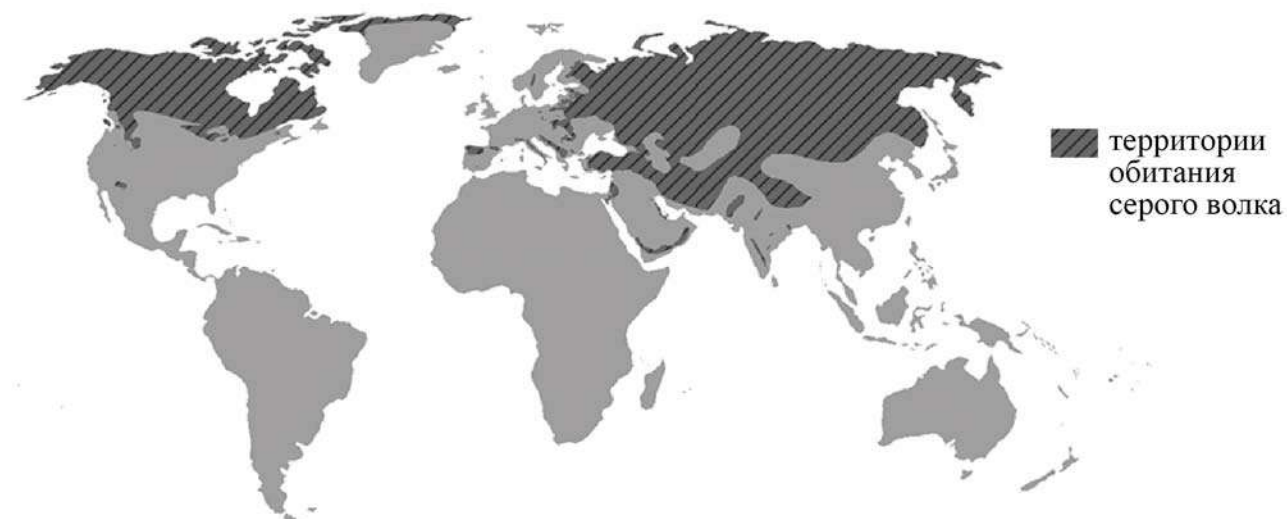 территории
обитания
серого волка